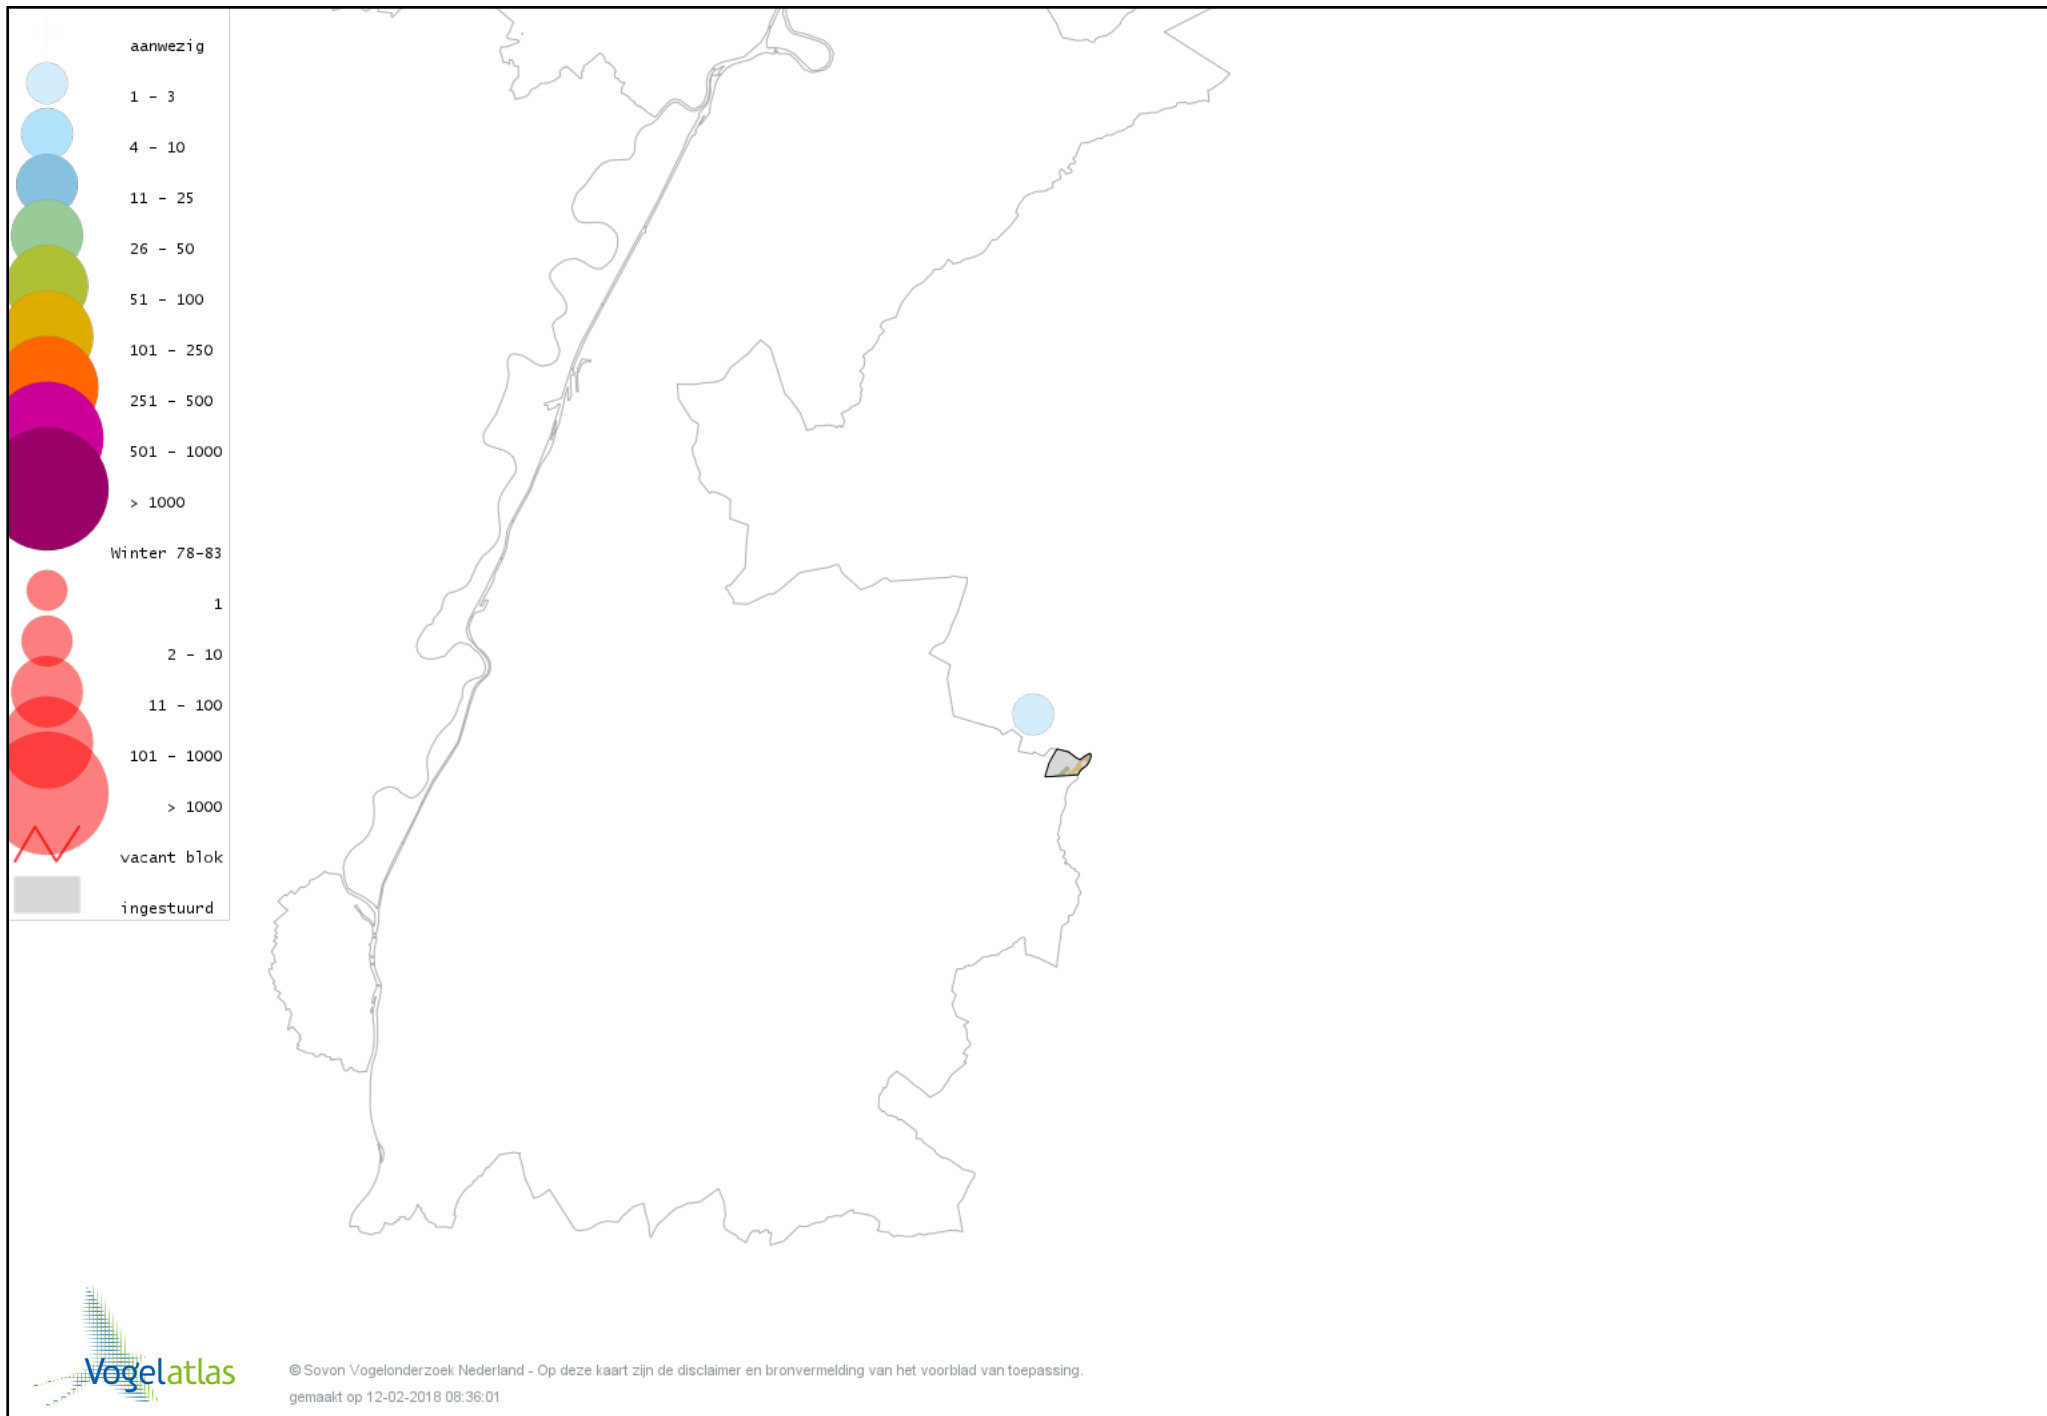 aanwezig
1 - 3
4 - 10
11 - 25
26 - 50
51 - 100
101 - 250
251 - 500
501 - 1000
> 1000
Winter 78-83
1
2 - 10
11 - 100
101 - 1000
> 1000
vacant blok
ingestuurd
Vogelatlas
© Sovon Vogelonderzoek Nederland - Op deze kaart zijn de disclaimer en bronvermelding van het voorblad van toepassing.
gemaakt op 12-02-2018 08:36:01